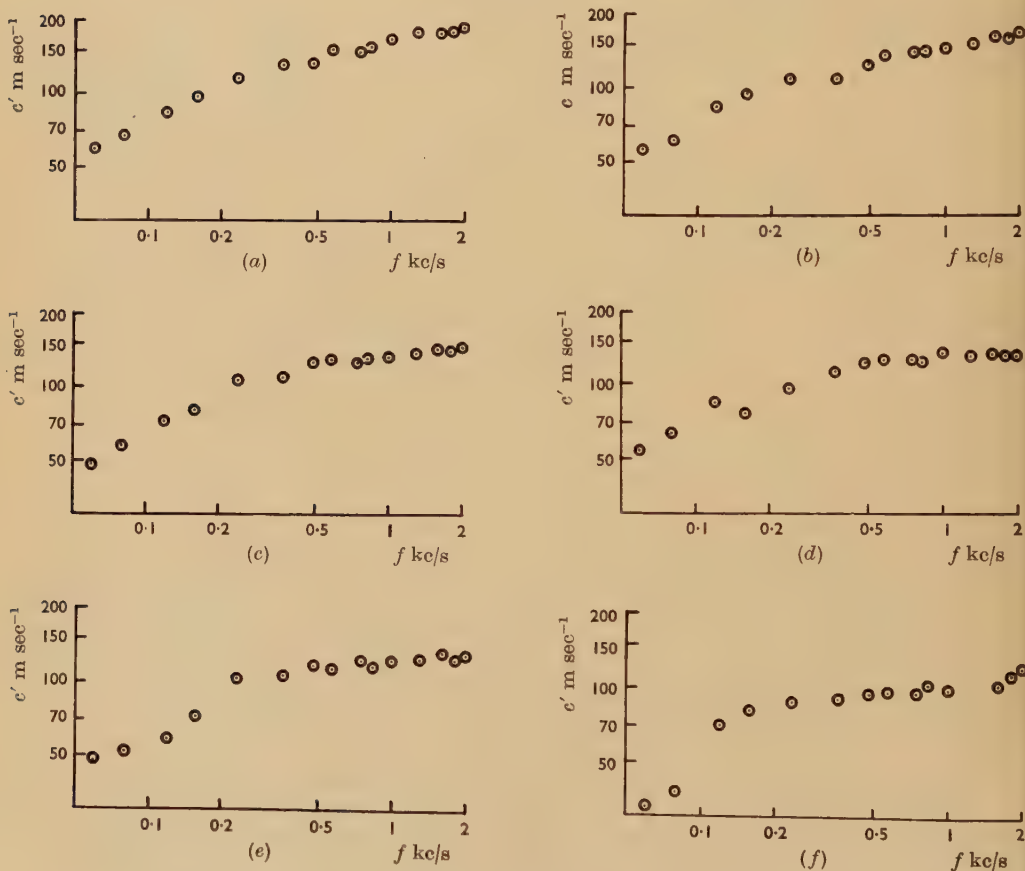 200
150
100
70
50
c′ m sec⁻¹
0·1 0·2 0·5 1 2
(a) f kc/s
200
150
100
70
50
c m sec⁻¹
0·1 0·2 0·5 1 2
(b) f kc/s
200
150
100
70
50
c′ m sec⁻¹
0·1 0·2 0·5 1 2
(c) f kc/s
200
150
100
70
50
c′ m sec⁻¹
0·1 0·2 0·5 1 2
(d) f kc/s
200
150
100
70
50
c′ m sec⁻¹
0·1 0·2 0·5 1 2
(e) f kc/s
200
150
100
70
50
c′ m sec⁻¹
0·1 0·2 0·5 1 2
(f) f kc/s